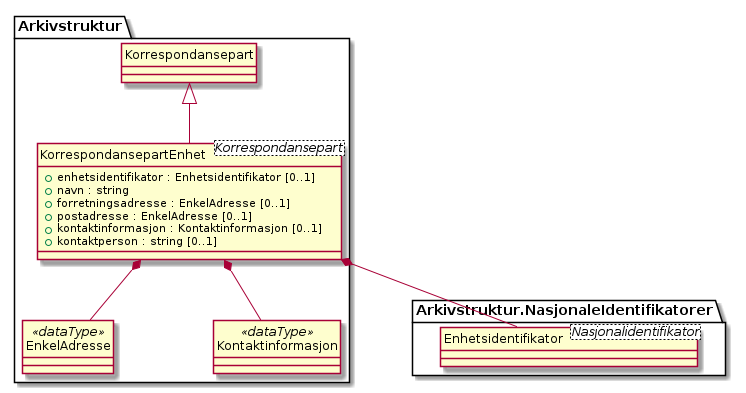 Arkivstruktur
Korrespondansepart
KorrespondansepartEnhet
Korrespondansepart
enhetsidentifikator : Enhetsidentifikator [0..1]
navn : string
forretningsadresse : EnkelAdresse [0..1]
postadresse : EnkelAdresse [0..1]
kontaktinformasjon : Kontaktinformasjon [0..1]
kontaktperson : string [0..1]
«dataType»
EnkelAdresse
«dataType»
Kontaktinformasjon
Arkivstruktur.NasjonaleIdentifikatorer
Enhetsidentifikator
Nasjonalidentifikator